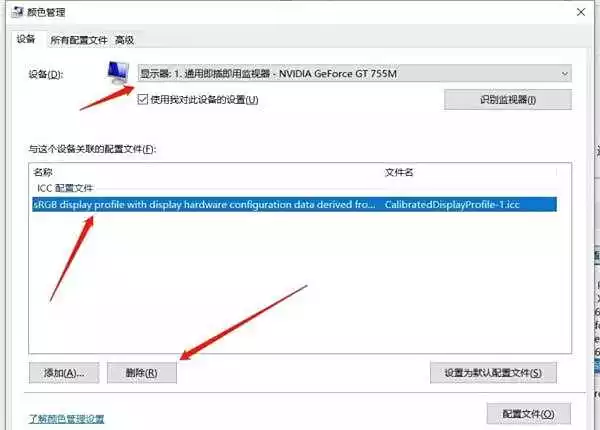 颜色管理
设备 所有配置文件 高级
设备(D): 显示器: 1. 通用即插即用监视器 - NVIDIA GeForce GT 755M
使用我对此设备的设置(U) 识别监视器(I)
与这个设备关联的配置文件(F):
名称 文件名
ICC 配置文件
sRGB display profile with display hardware configuration data derived fro... CalibratedDisplayProfile-1.icc
添加(A)... 删除(R) 设置为默认配置文件(S)
了解颜色管理设置 配置文件(O)